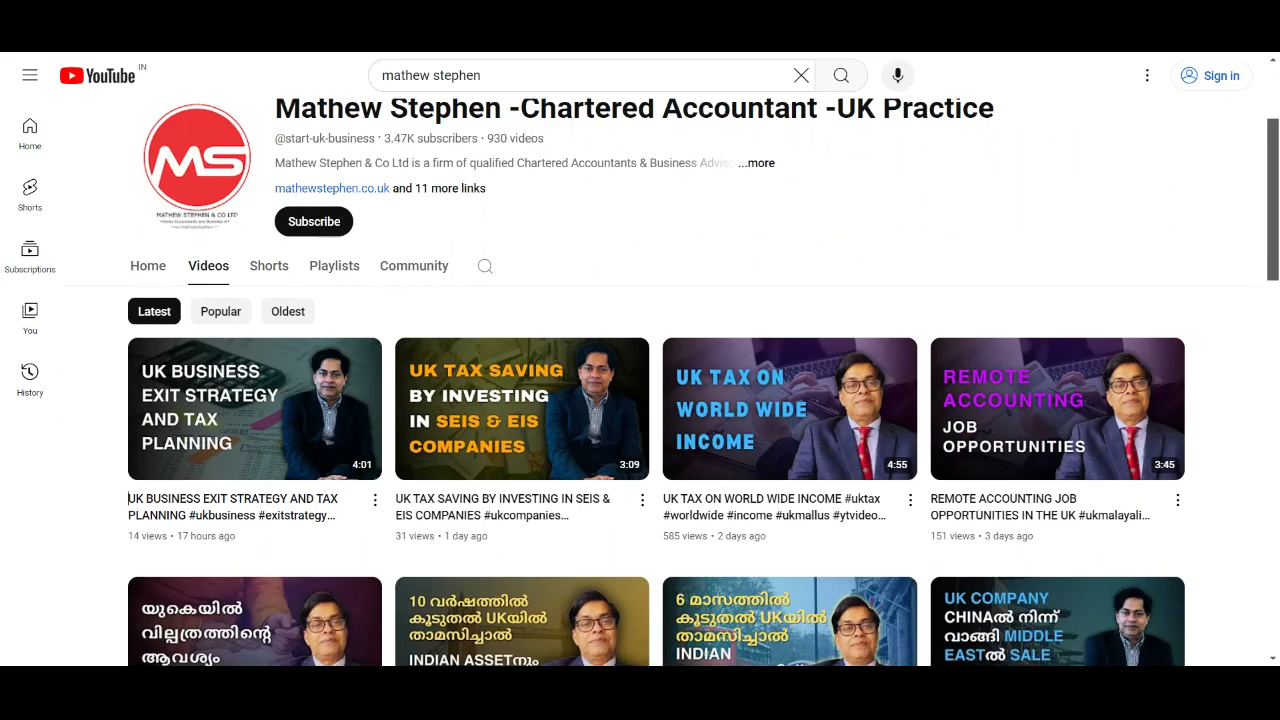 YouTube IN
mathew stephen
Sign in
Home
Shorts
Subscriptions
You
History
MS
MATHEW STEPHEN & CO LTD
Mathew Stephen -Chartered Accountant -UK Practice
@start-uk-business • 3.47K subscribers • 930 videos
Mathew Stephen & Co Ltd is a firm of qualified Chartered Accountants & Business ...more
mathewstephen.co.uk and 11 more links
Subscribe
Home Videos Shorts Playlists Community
Latest Popular Oldest
UK BUSINESS
EXIT STRATEGY
AND TAX
PLANNING
4:01
UK BUSINESS EXIT STRATEGY AND TAX
PLANNING #ukbusiness #exitstrategy...
14 views • 17 hours ago
UK TAX SAVING
BY INVESTING
IN SEIS & EIS
COMPANIES
3:09
UK TAX SAVING BY INVESTING IN SEIS &
EIS COMPANIES #ukcompanies...
31 views • 1 day ago
UK TAX ON
WORLD WIDE
INCOME
4:55
UK TAX ON WORLD WIDE INCOME #uktax
#worldwide #income #ukmallus #ytvideo...
585 views • 2 days ago
REMOTE
ACCOUNTING
JOB
OPPORTUNITIES
3:45
REMOTE ACCOUNTING JOB
OPPORTUNITIES IN THE UK #ukmalayali...
151 views • 3 days ago
യുകെയിൽ
വില്പത്രത്തിന്റെ
ആവശ്യം
10 വർഷത്തിൽ
കൂടുതൽ UKയിൽ
താമസിച്ചാൽ
INDIAN ASSETനും
6 മാസത്തിൽ
കൂടുതൽ UKയിൽ
താമസിച്ചാൽ
INDIAN
UK COMPANY
CHINAൽ നിന്ന്
വാങ്ങി MIDDLE
EASTൽ SALE